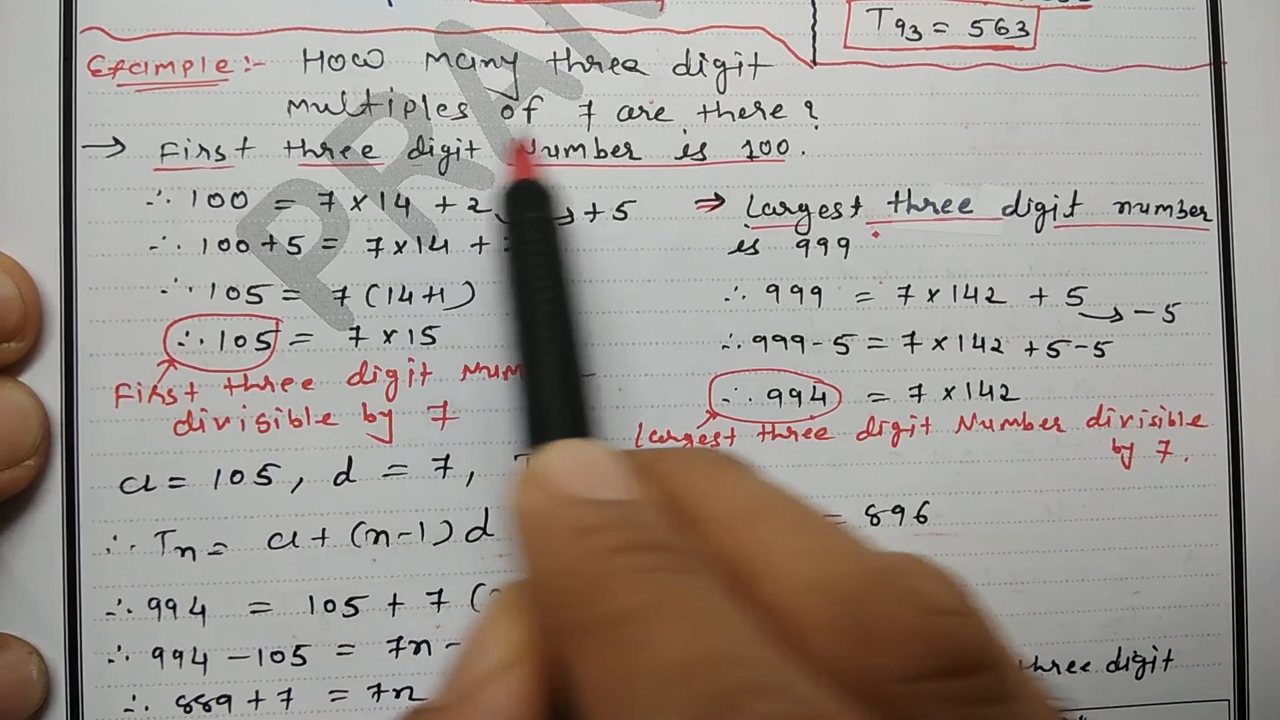 T93 = 563
Example:- How many three digit
multiples of 7 are there?
→ First three digit Number is 100.
∴ 100 = 7 × 14 + 2 → +5
∴ 100 + 5 = 7 × 14 +
∴ 105 = 7 (14+1)
∴ 105 = 7 × 15
First three digit Num
divisible by 7
⇒ Largest three digit number
is 999
∴ 999 = 7 × 142 + 5 → -5
∴ 999 - 5 = 7 × 142 + 5 - 5
∴ 994 = 7 × 142
Largest three digit Number divisible
by 7.
a = 105, d = 7,
∴ Tn = a + (n-1) d
∴ 994 = 105 + 7 (
∴ 994 - 105 = 7n -
∴ 889 + 7 = 7n
= 896
three digit
PRA